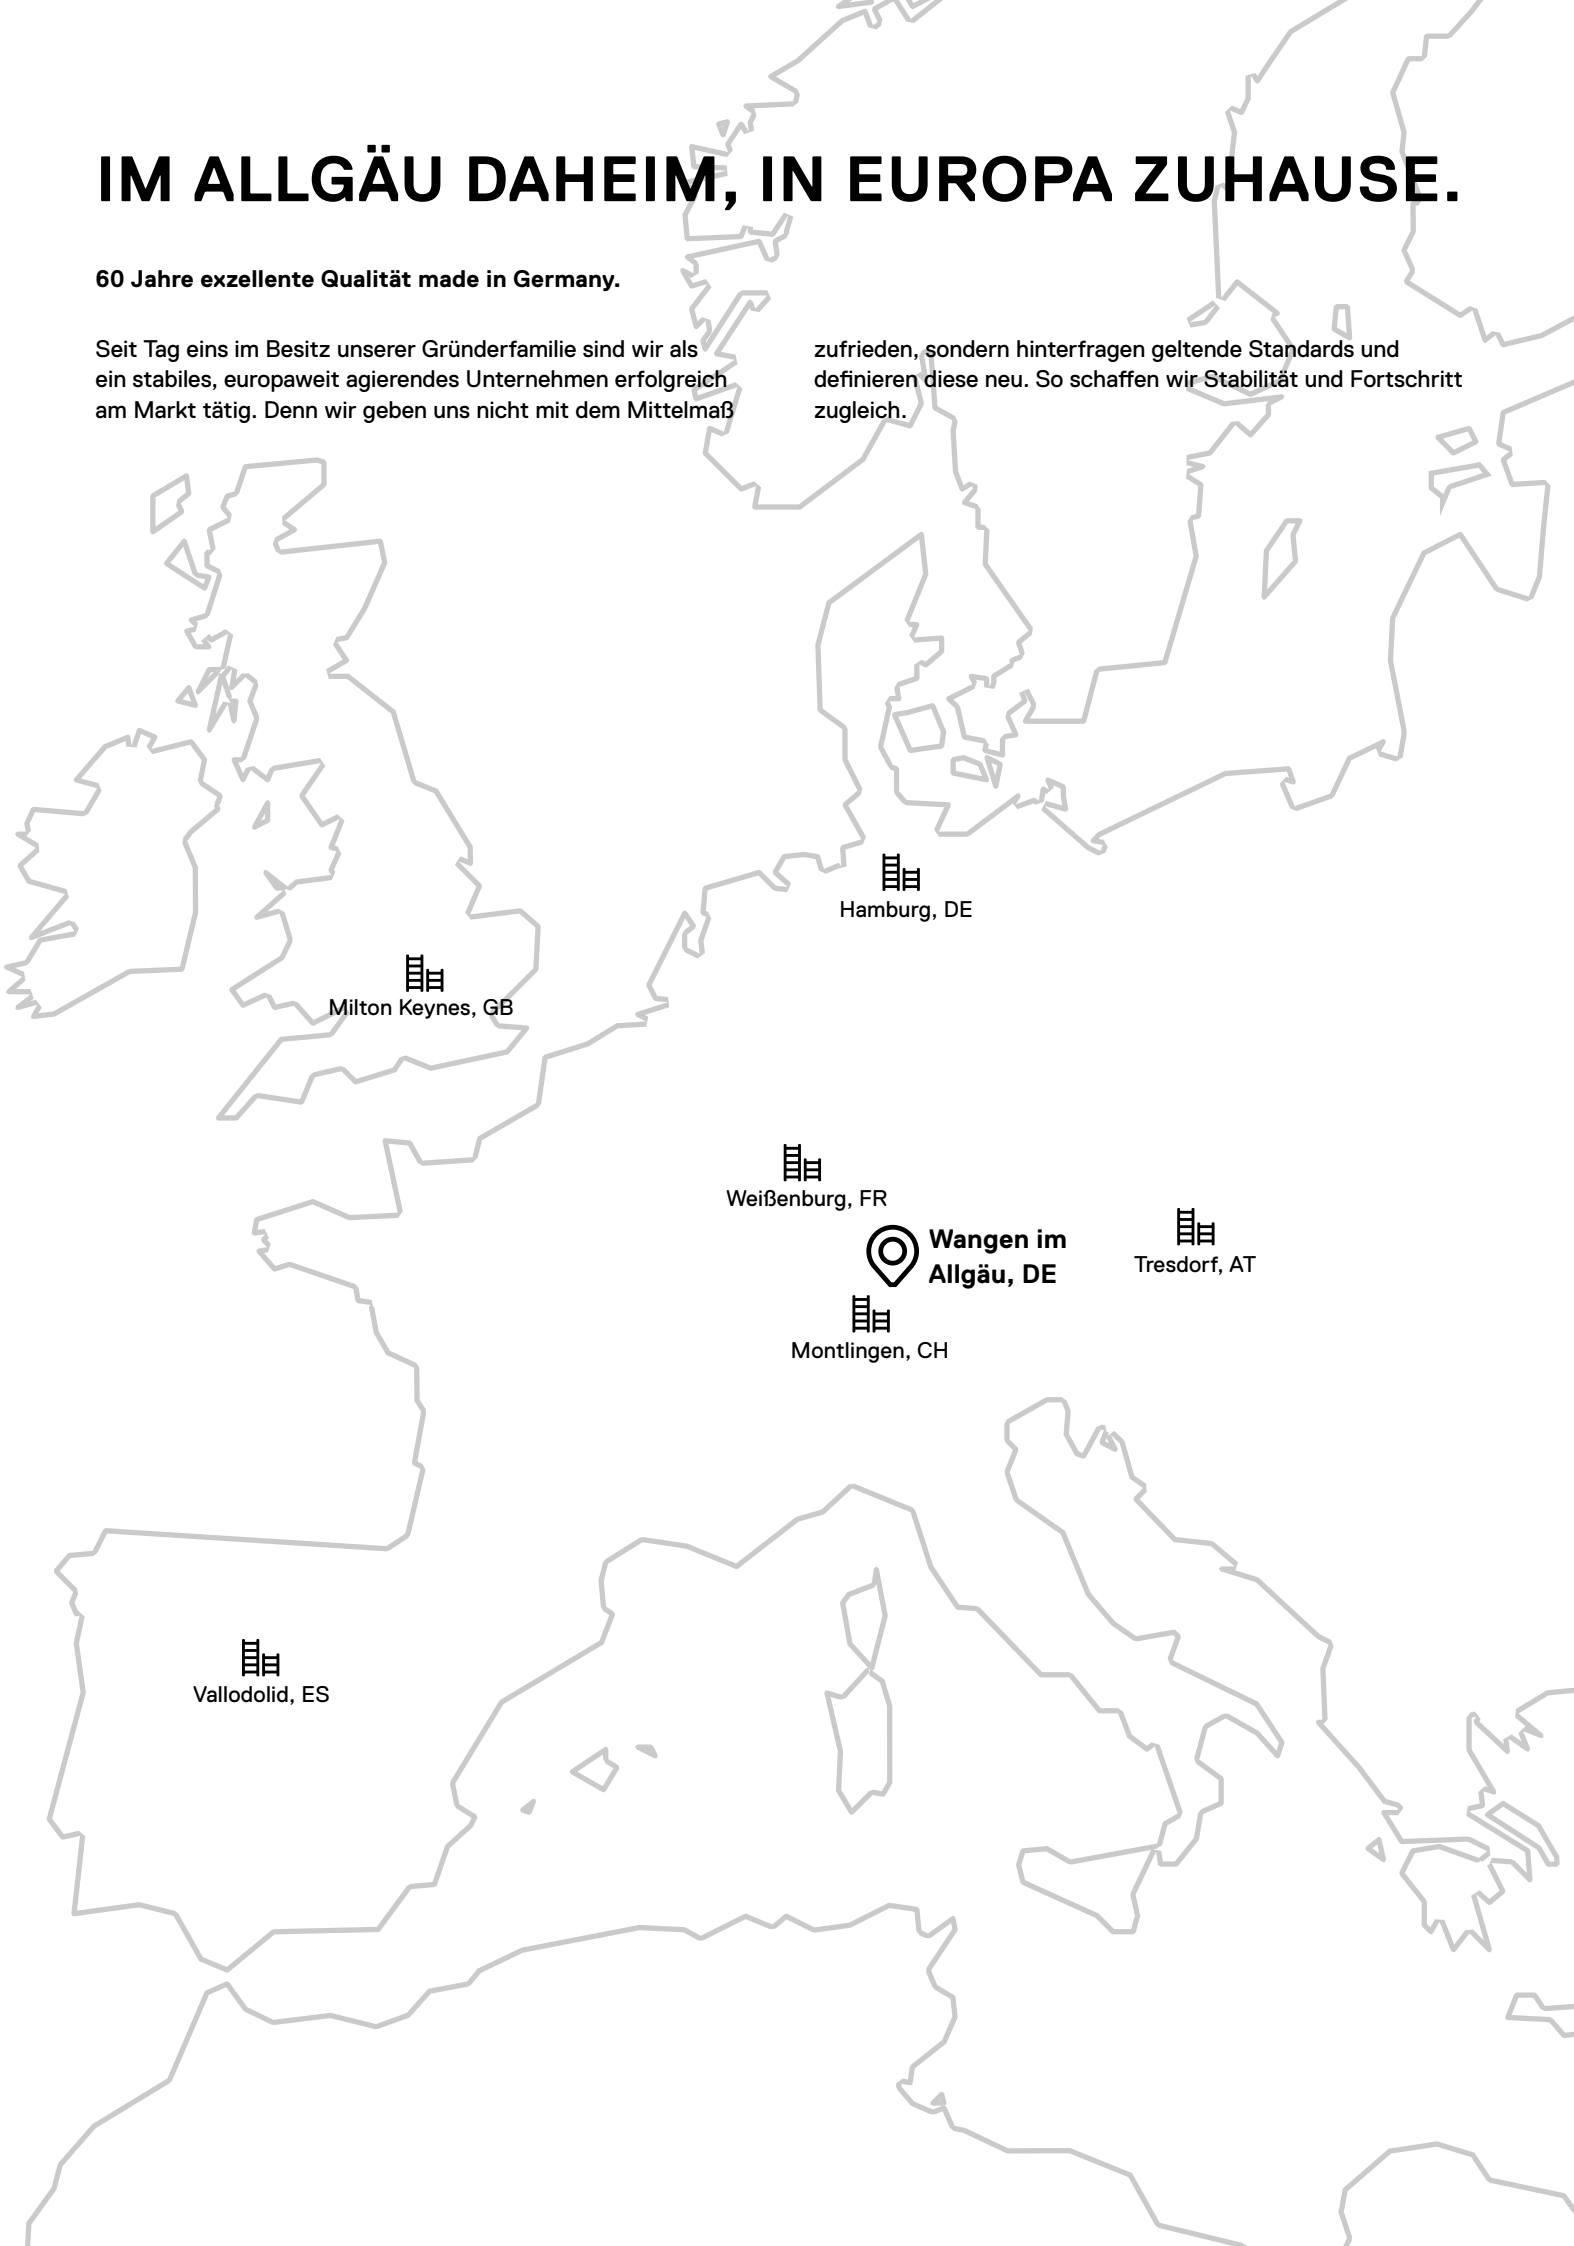 IM ALLGÄU DAHEIM, IN EUROPA ZUHAUSE.
60 Jahre exzellente Qualität made in Germany.
Seit Tag eins im Besitz unserer Gründerfamilie sind wir als
ein stabiles, europaweit agierendes Unternehmen erfolgreich
am Markt tätig. Denn wir geben uns nicht mit dem Mittelmaß
zufrieden, sondern hinterfragen geltende Standards und
definieren diese neu. So schaffen wir Stabilität und Fortschritt
zugleich.
Hamburg, DE
Milton Keynes, GB
Weißenburg, FR
Wangen im
Allgäu, DE
Tresdorf, AT
Montlingen, CH
Vallodolid, ES